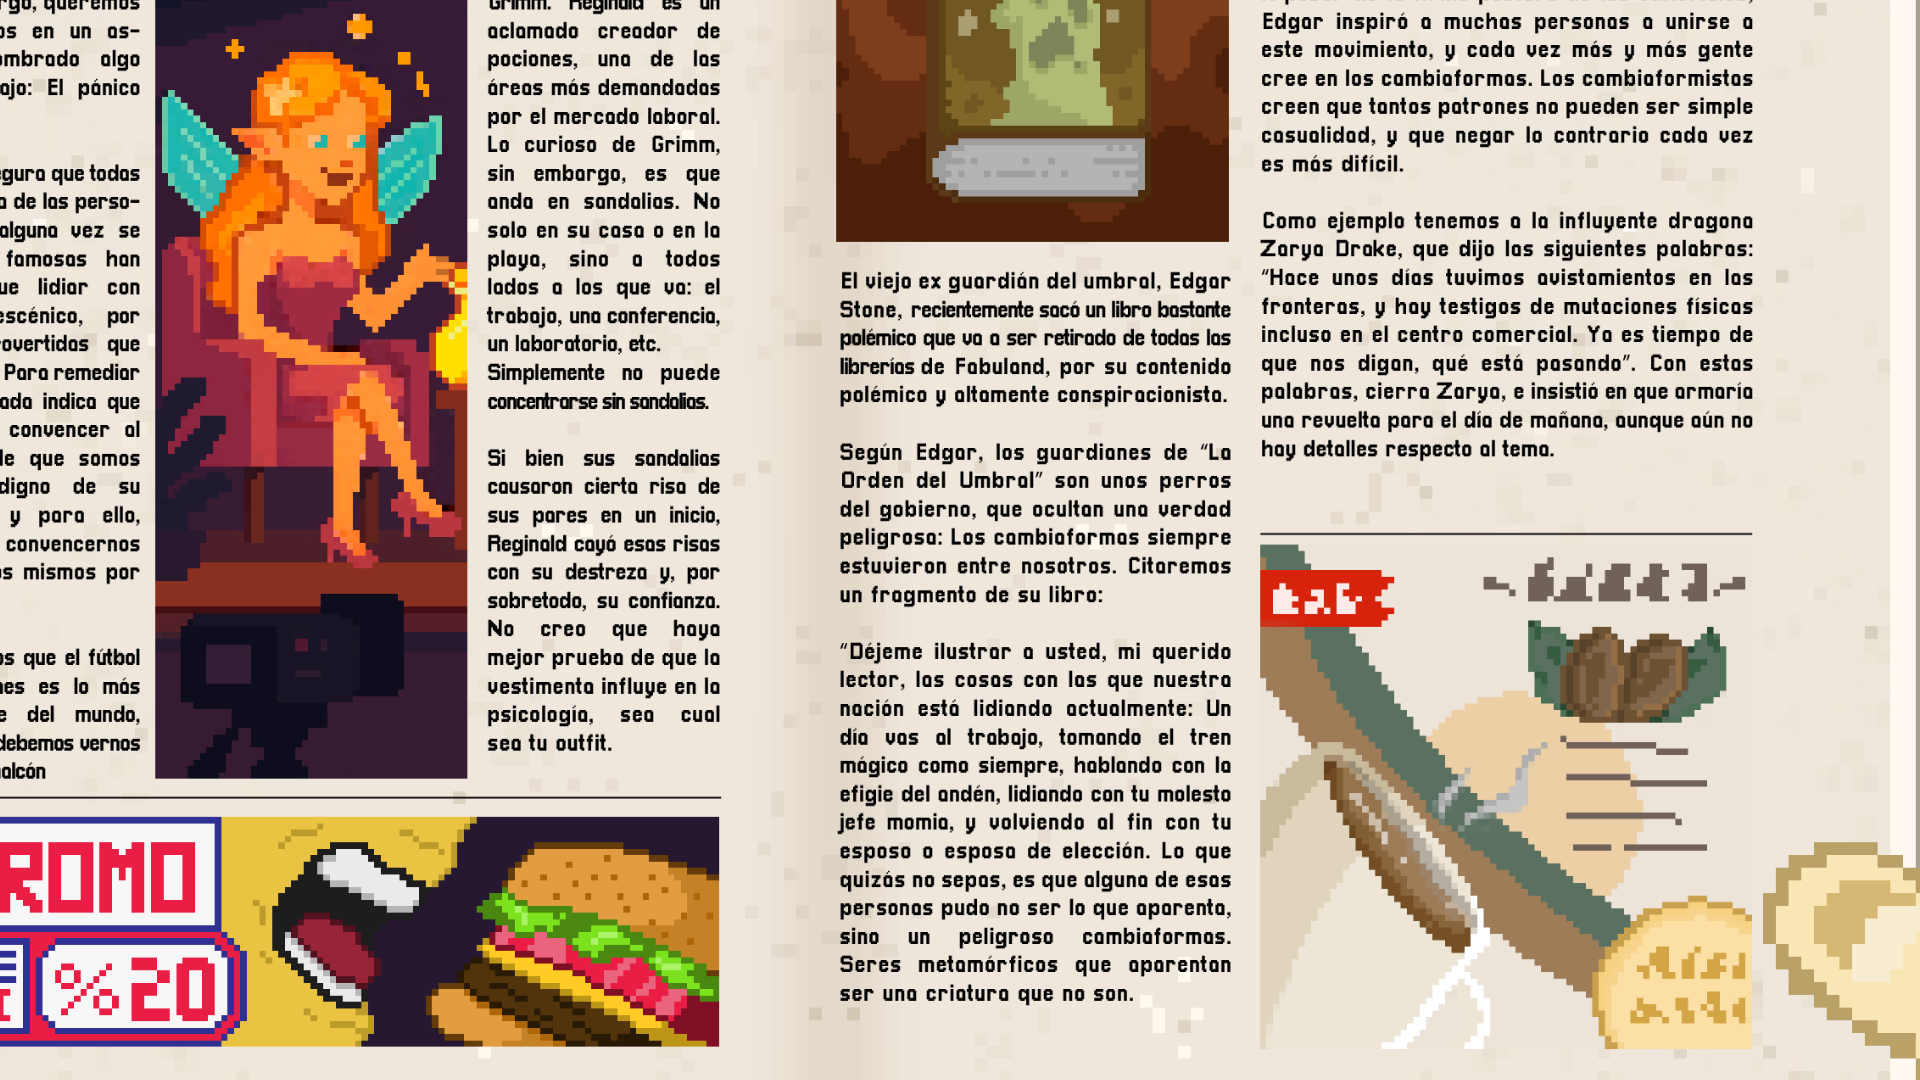 rgo, queremos
os en un as-
ombrado algo
ajo: El pánico
egura que todas
a de las perso-
alguna vez se
famosas han
ue lidiar con
escénico, por
rovertidas que
Para remediar
ada indica que
convencer al
de que somos
digno de su
y para ello,
convencernos
os mismos por
os que el fútbol
nes es lo más
e del mundo,
debemos vernos
alcón
Grimm. Reginald es un
aclamado creador de
pociones, una de las
áreas más demandadas
por el mercado laboral.
Lo curioso de Grimm,
sin embargo, es que
anda en sandalias. No
solo en su casa o en la
playa, sino a todos
lados a los que va: el
trabajo, una conferencia,
un laboratorio, etc.
Simplemente no puede
concentrarse sin sandalias.
Si bien sus sandalias
causaron cierta risa de
sus pares en un inicio,
Reginald cayó esas risas
con su destreza y, por
sobretodo, su confianza.
No creo que haya
mejor prueba de que la
vestimenta influye en la
psicología, sea cual
sea tu outfit.
ROMO
%20
El viejo ex guardián del umbral, Edgar
Stone, recientemente sacó un libro bastante
polémico que va a ser retirado de todas las
librerías de Fabuland, por su contenido
polémico y altamente conspiracionista.
Según Edgar, los guardianes de “La
Orden del Umbral” son unos perros
del gobierno, que ocultan una verdad
peligrosa: Los cambiaformas siempre
estuvieron entre nosotros. Citaremos
un fragmento de su libro:
“Déjeme ilustrar a usted, mi querido
lector, las cosas con las que nuestra
nación está lidiando actualmente: Un
día vas al trabajo, tomando el tren
mágico como siempre, hablando con la
efigie del andén, lidiando con tu molesto
jefe momia, y volviendo al fin con tu
esposo o esposa de elección. Lo que
quizás no sepas, es que alguna de esas
personas pudo no ser lo que aparenta,
sino un peligroso cambiaformas.
Seres metamórficos que aparentan
ser una criatura que no son.
Edgar inspiró a muchas personas a unirse a
este movimiento, y cada vez más y más gente
cree en los cambiaformas. Los cambiaformistas
creen que tantos patrones no pueden ser simple
casualidad, y que negar lo contrario cada vez
es más difícil.
Como ejemplo tenemos a la influyente dragona
Zarya Drake, que dijo las siguientes palabras:
“Hace unos días tuvimos avistamientos en las
fronteras, y hay testigos de mutaciones físicas
incluso en el centro comercial. Ya es tiempo de
que nos digan, qué está pasando”. Con estas
palabras, cierra Zarya, e insistió en que armaría
una revuelta para el día de mañana, aunque aún no
hay detalles respecto al tema.